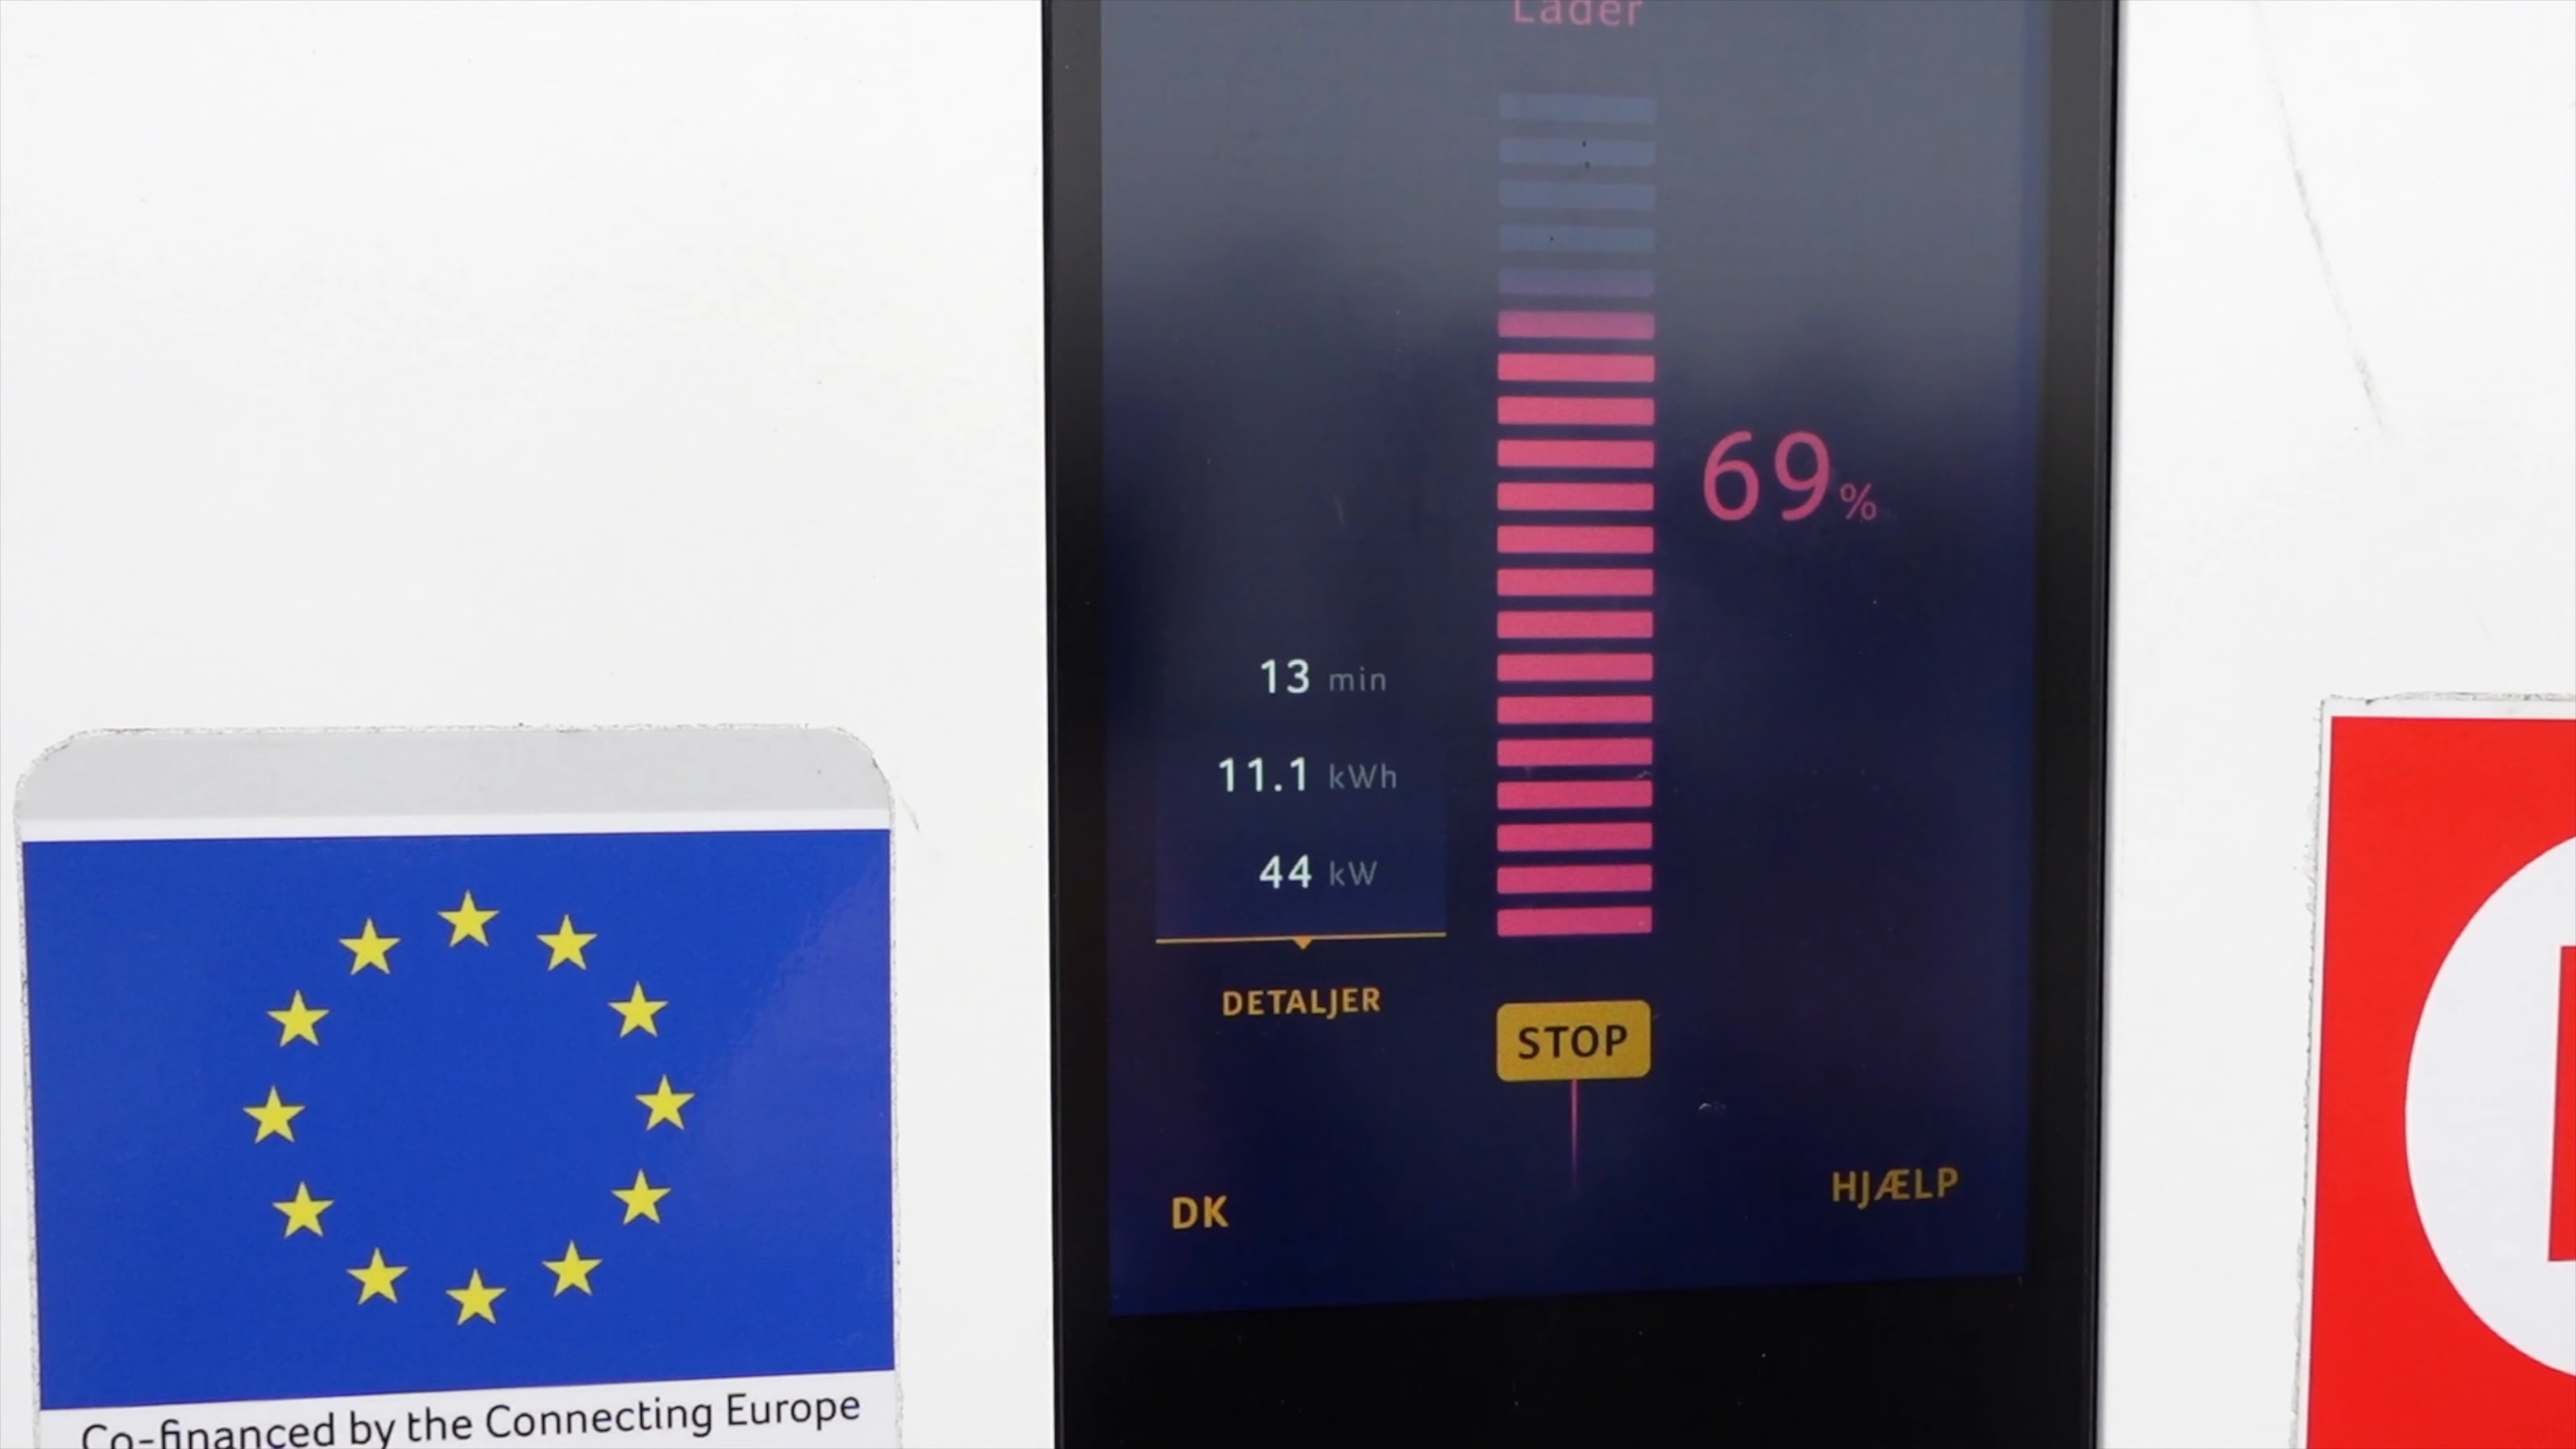 Lader
69%
13 min
11.1 kWh
44 kW
DETALJER
STOP
DK
HJÆLP
Co-financed by the Connecting Europe